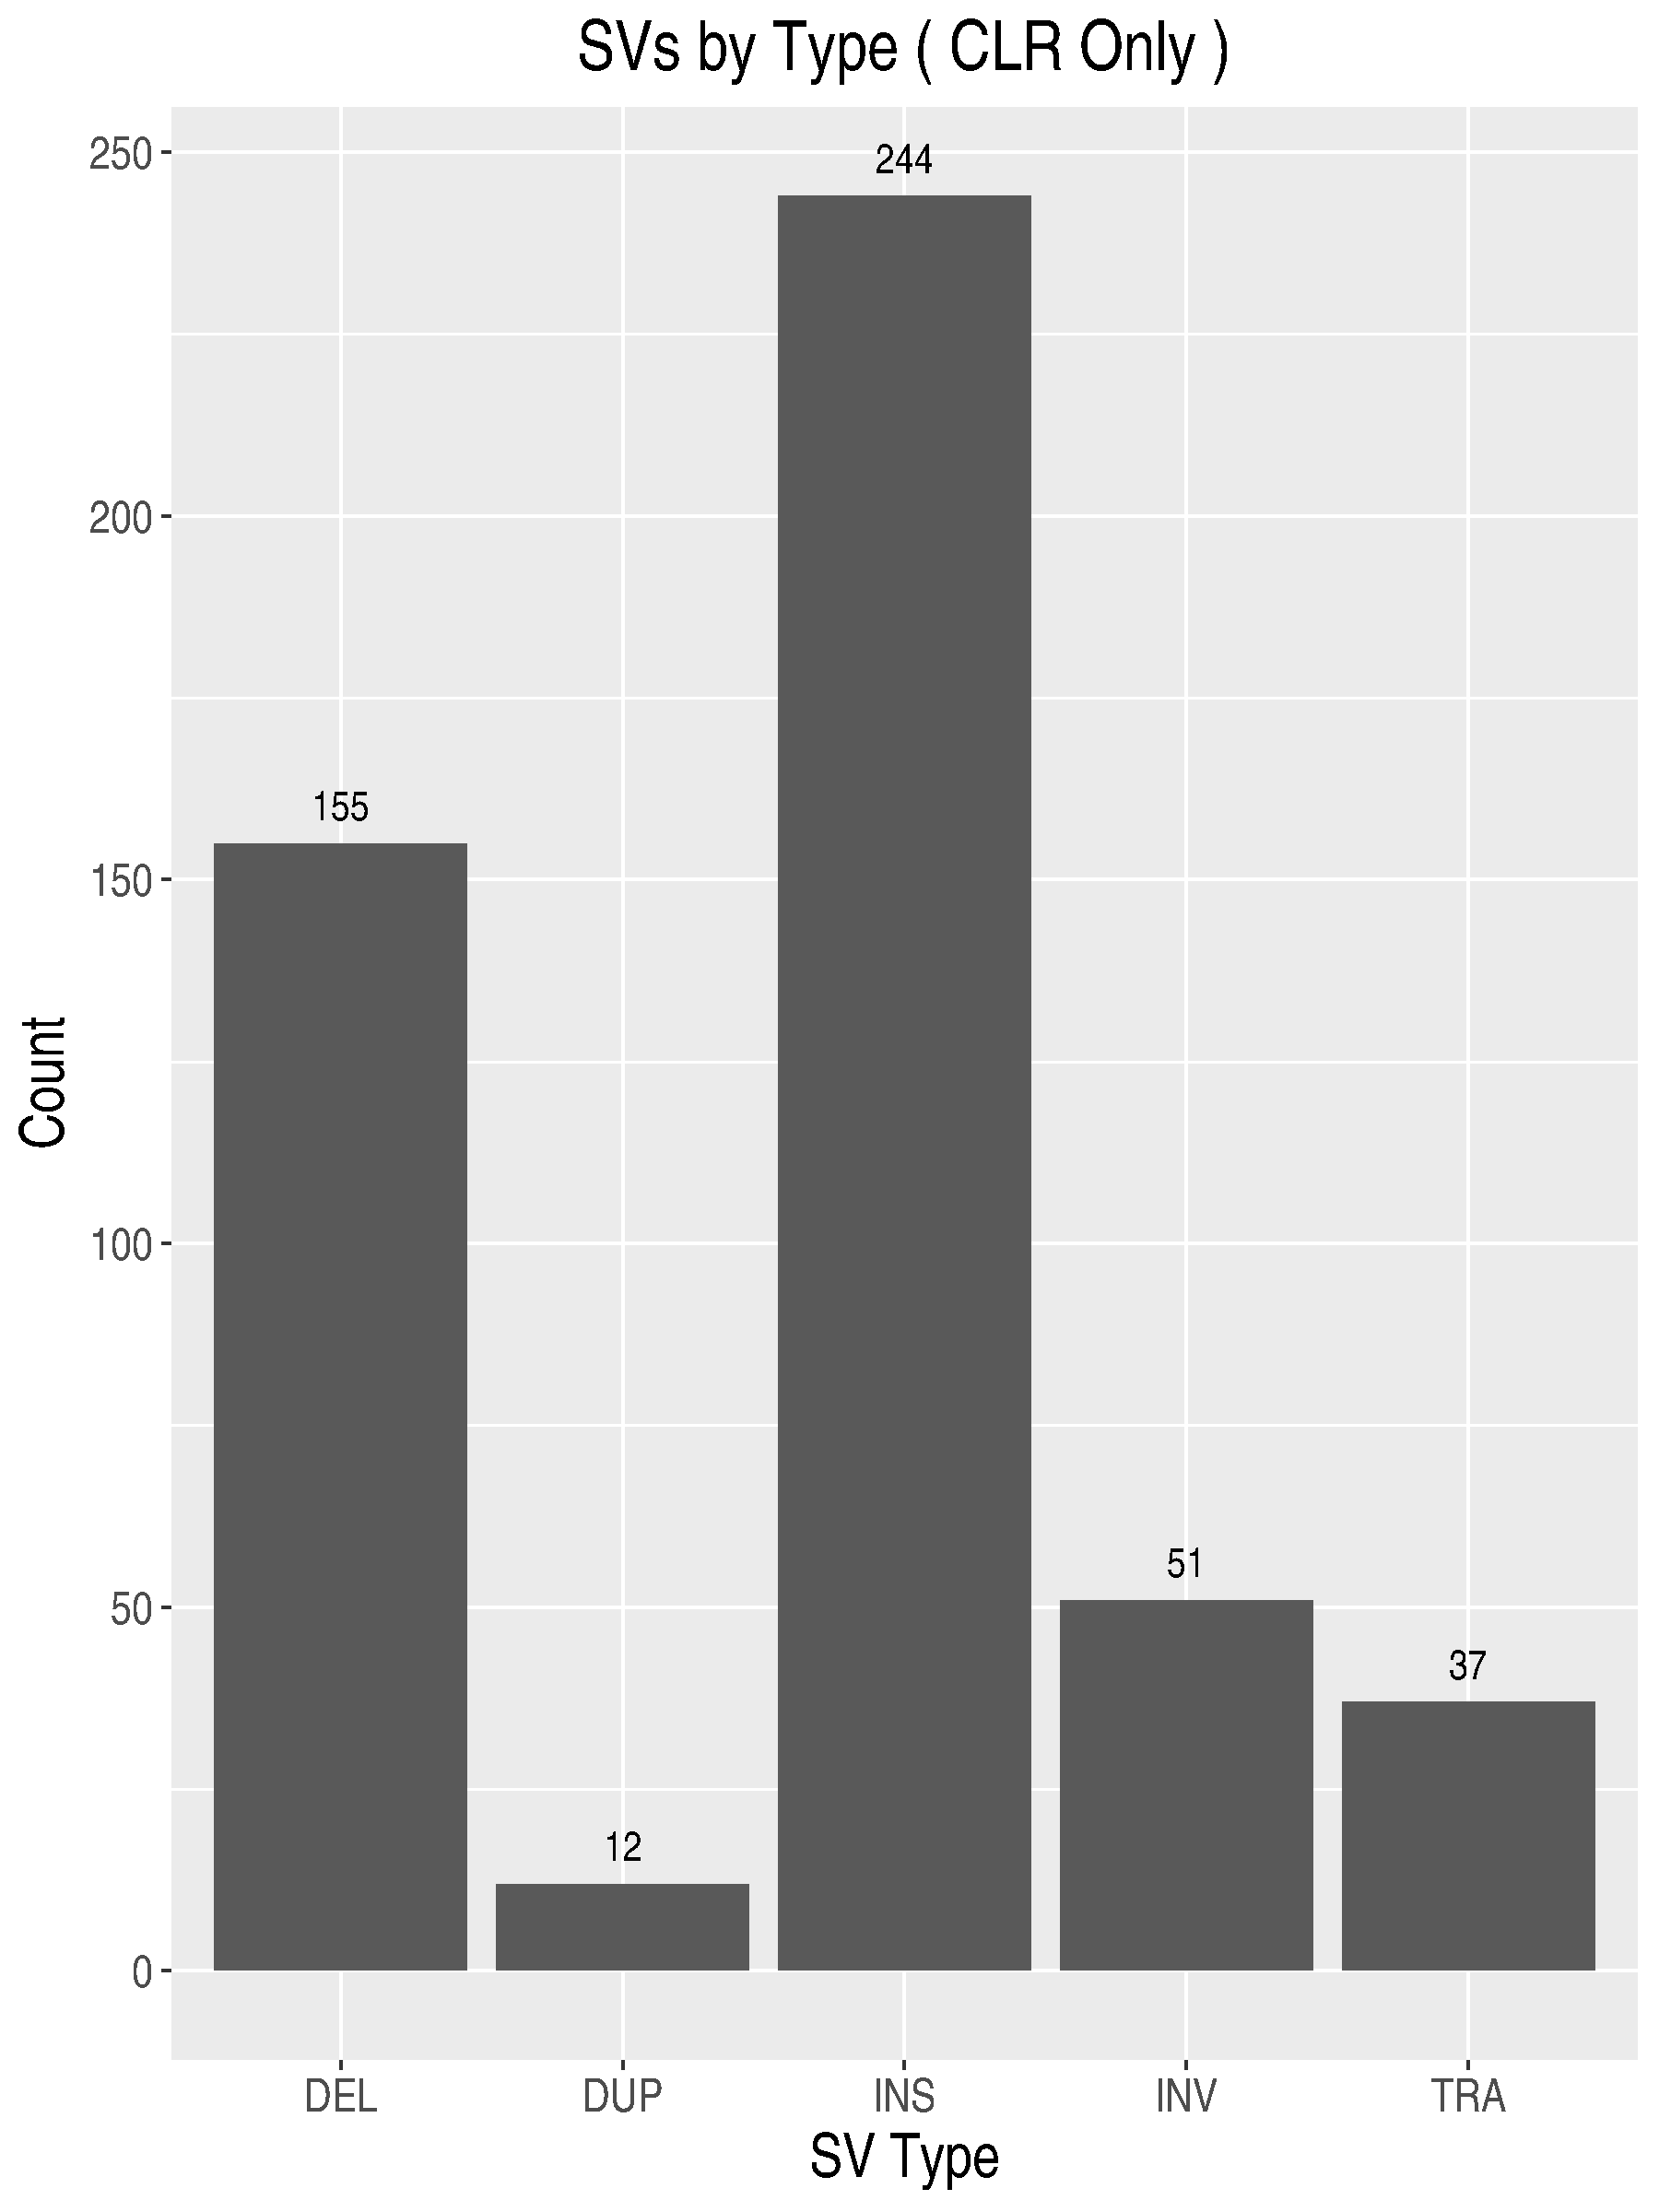 SVs by Type ( CLR Only )
250
200
150
100
50
0
Count
155
12
244
51
37
DEL
DUP
INS
INV
TRA
SV Type